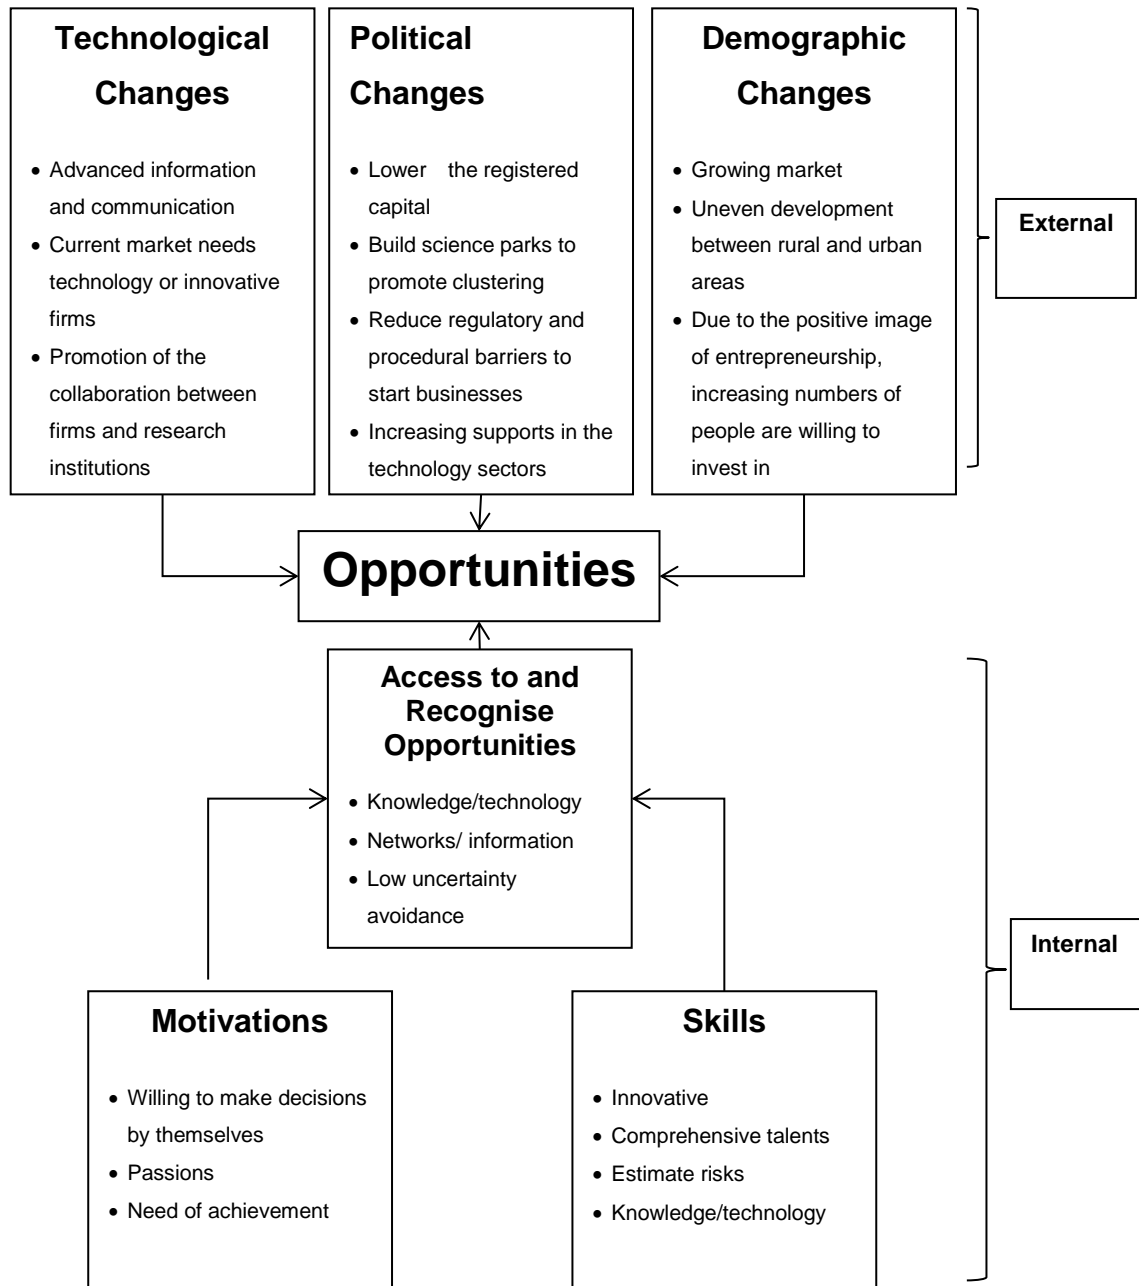 Technological
Changes
• Advanced information
and communication
• Current market needs
technology or innovative
firms
• Promotion of the
collaboration between
firms and research
institutions
Political
Changes
• Lower the registered
capital
• Build science parks to
promote clustering
• Reduce regulatory and
procedural barriers to
start businesses
• Increasing supports in the
technology sectors
Demographic
Changes
• Growing market
• Uneven development
between rural and urban
areas
• Due to the positive image
of entrepreneurship,
increasing numbers of
people are willing to
invest in
External
Opportunities
Access to and
Recognise
Opportunities
• Knowledge/technology
• Networks/ information
• Low uncertainty
avoidance
Internal
Motivations
• Willing to make decisions
by themselves
• Passions
• Need of achievement
Skills
• Innovative
• Comprehensive talents
• Estimate risks
• Knowledge/technology